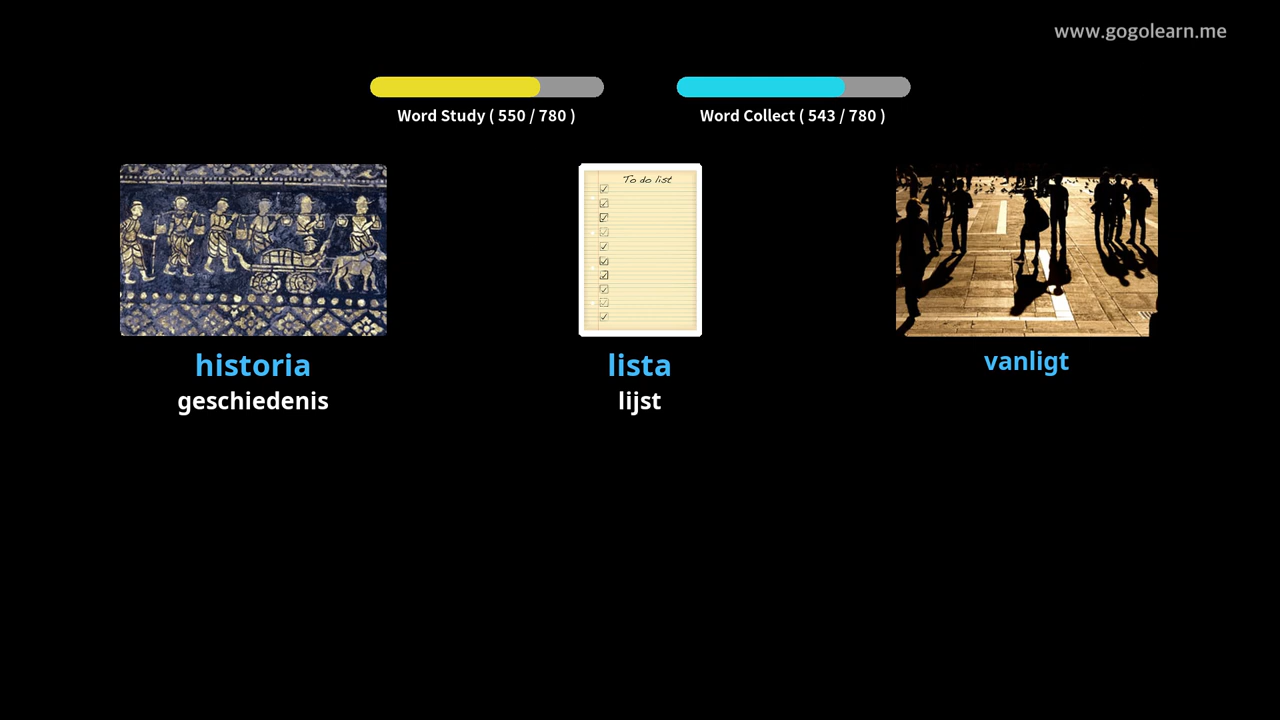 www.gogolearn.me
Word Study ( 550 / 780 )
Word Collect ( 543 / 780 )
To do list
historia
lista
vanligt
geschiedenis
lijst